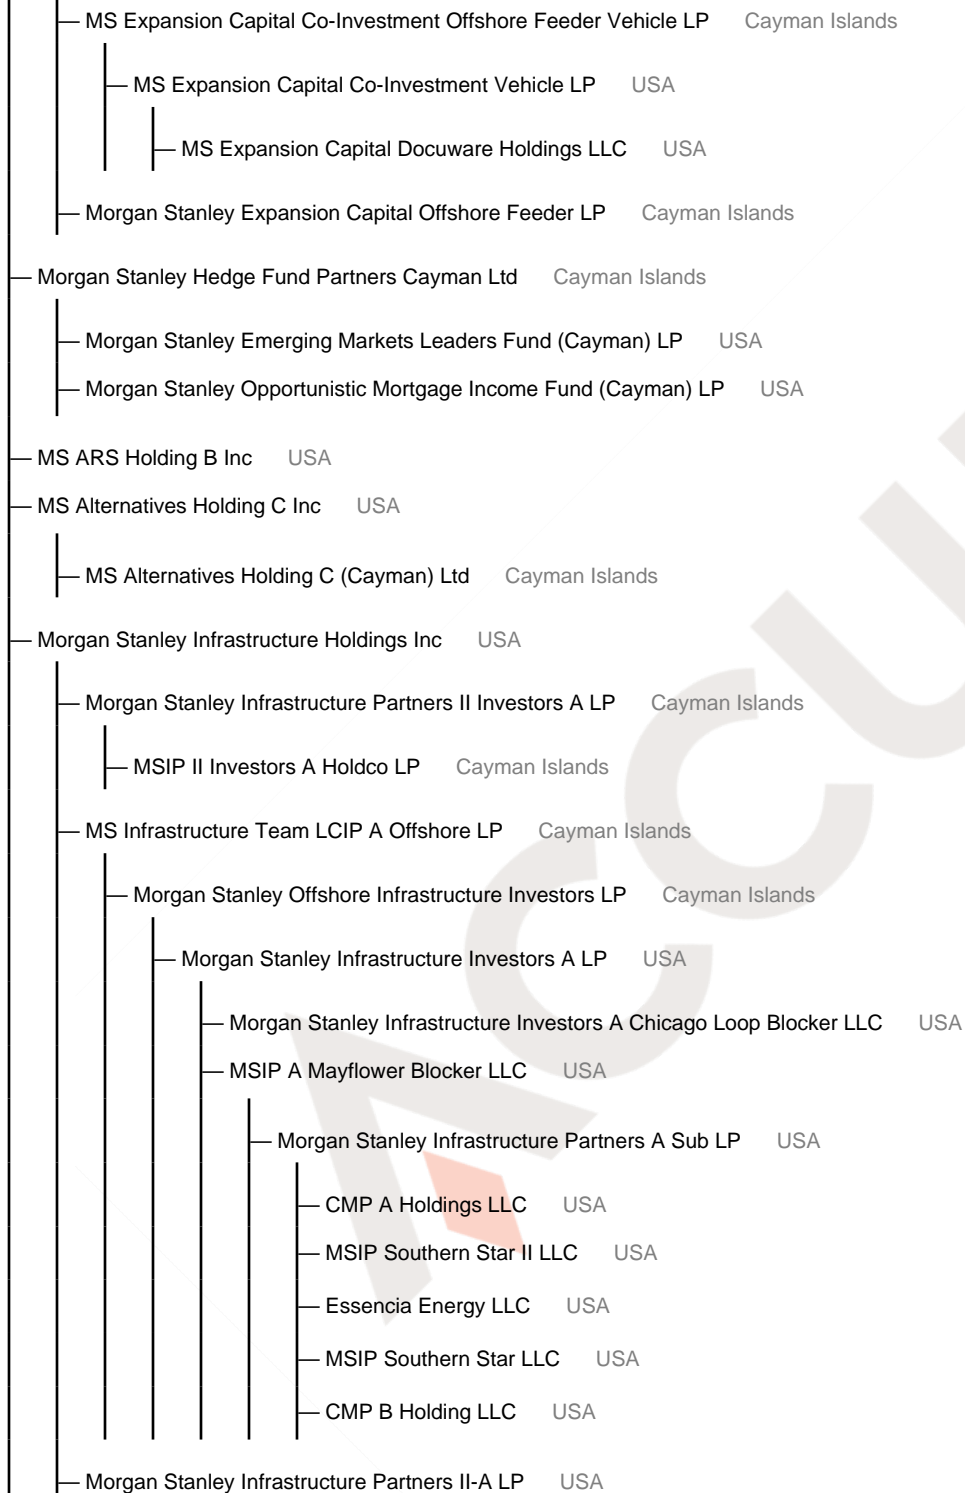 MS Expansion Capital Co-Investment Offshore Feeder Vehicle LP Cayman Islands
MS Expansion Capital Co-Investment Vehicle LP USA
MS Expansion Capital Docuware Holdings LLC USA
Morgan Stanley Expansion Capital Offshore Feeder LP Cayman Islands
Morgan Stanley Hedge Fund Partners Cayman Ltd Cayman Islands
Morgan Stanley Emerging Markets Leaders Fund (Cayman) LP USA
Morgan Stanley Opportunistic Mortgage Income Fund (Cayman) LP USA
MS ARS Holding B Inc USA
MS Alternatives Holding C Inc USA
MS Alternatives Holding C (Cayman) Ltd Cayman Islands
Morgan Stanley Infrastructure Holdings Inc USA
Morgan Stanley Infrastructure Partners II Investors A LP Cayman Islands
MSIP II Investors A Holdco LP Cayman Islands
MS Infrastructure Team LCIP A Offshore LP Cayman Islands
Morgan Stanley Offshore Infrastructure Investors LP Cayman Islands
Morgan Stanley Infrastructure Investors A LP USA
Morgan Stanley Infrastructure Investors A Chicago Loop Blocker LLC USA
MSIP A Mayflower Blocker LLC USA
Morgan Stanley Infrastructure Partners A Sub LP USA
CMP A Holdings LLC USA
MSIP Southern Star II LLC USA
Essencia Energy LLC USA
MSIP Southern Star LLC USA
CMP B Holding LLC USA
Morgan Stanley Infrastructure Partners II-A LP USA
ACCU